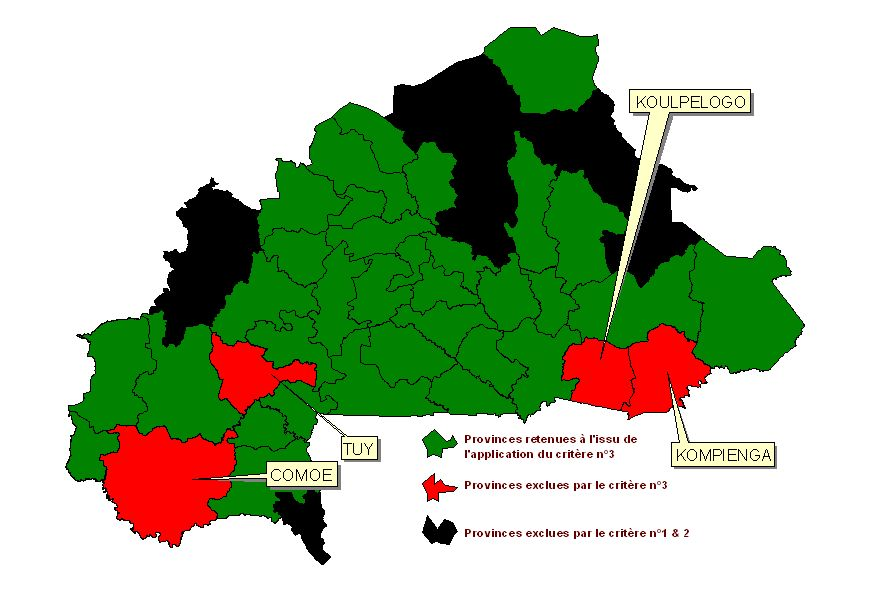 KOULPELOGO
TUY
COMOE
KOMPIENGA
Provinces retenues à l'issu de
l'application du critère n°3
Provinces exclues par le critère n°3
Provinces exclues par le critère n°1 & 2